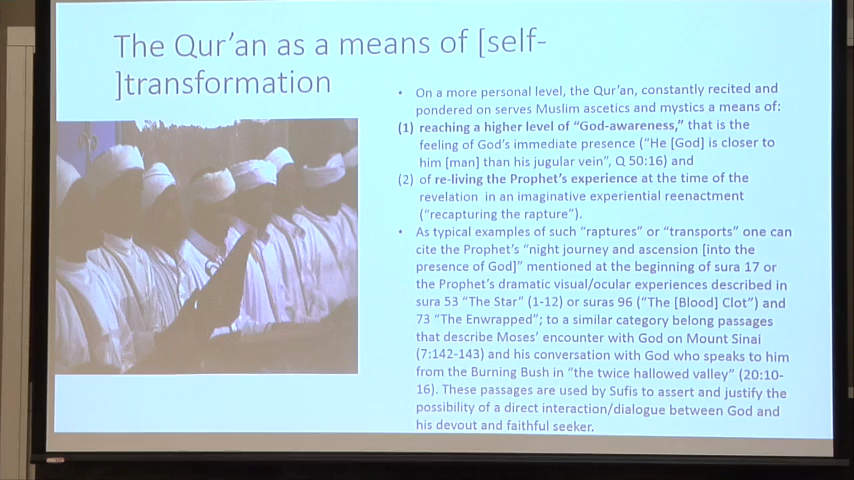 The Qur'an as a means of [self-
]transformation
• On a more personal level, the Qur'an, constantly recited and
pondered on serves Muslim ascetics and mystics a means of:
(1) reaching a higher level of "God-awareness," that is the
feeling of God's immediate presence ("He [God] is closer to
him [man] than his jugular vein", Q 50:16) and
(2) of re-living the Prophet's experience at the time of the
revelation in an imaginative experiential reenactment
("recapturing the rapture").
• As typical examples of such "raptures" or "transports" one can
cite the Prophet's "night journey and ascension [into the
presence of God]" mentioned at the beginning of sura 17 or
the Prophet's dramatic visual/ocular experiences described in
sura 53 "The Star" (1-12) or suras 96 ("The [Blood] Clot") and
73 "The Enwrapped"; to a similar category belong passages
that describe Moses' encounter with God on Mount Sinai
(7:142-143) and his conversation with God who speaks to him
from the Burning Bush in "the twice hallowed valley" (20:10-
16). These passages are used by Sufis to assert and justify the
possibility of a direct interaction/dialogue between God and
his devout and faithful seeker.